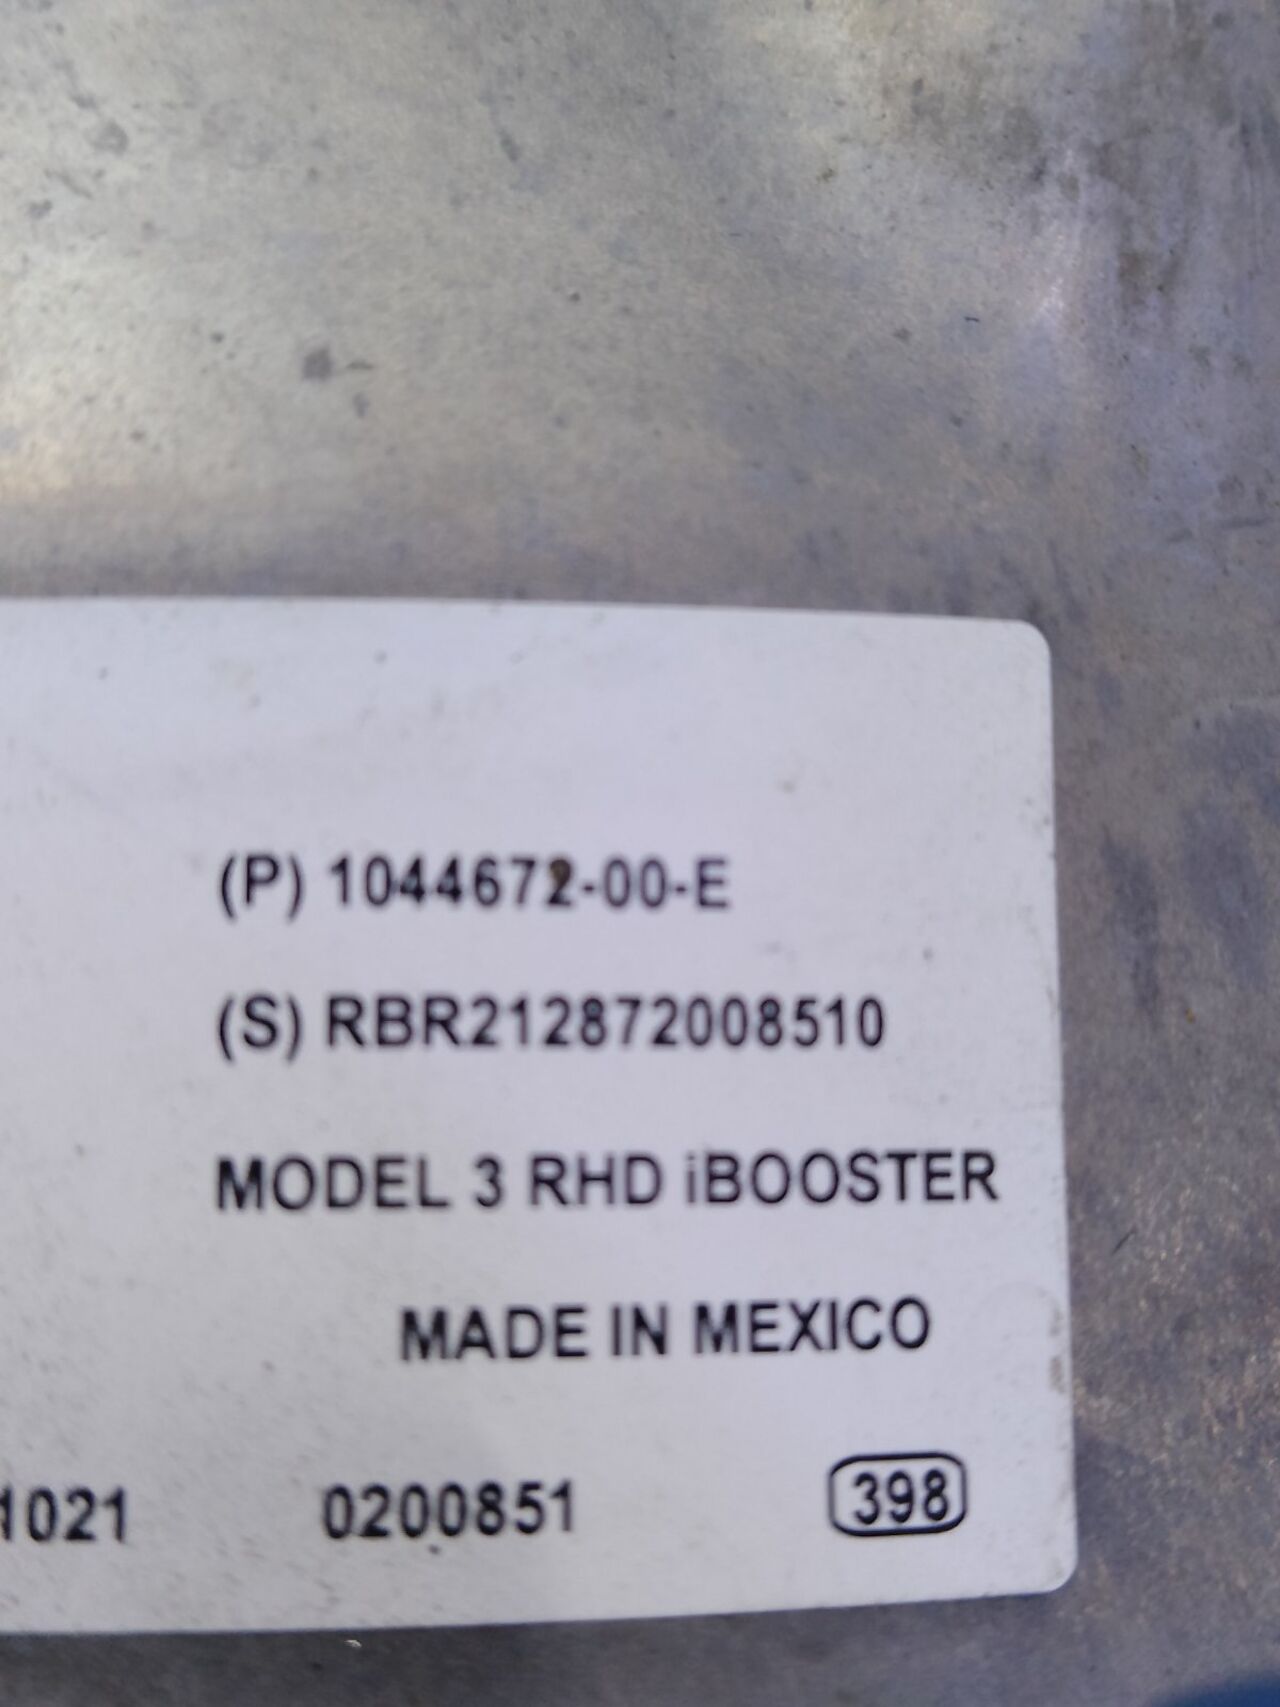 (P) 1044672-00-E
(S) RBR212872008510
MODEL 3 RHD iBOOSTER
MADE IN MEXICO
1021 0200851 398